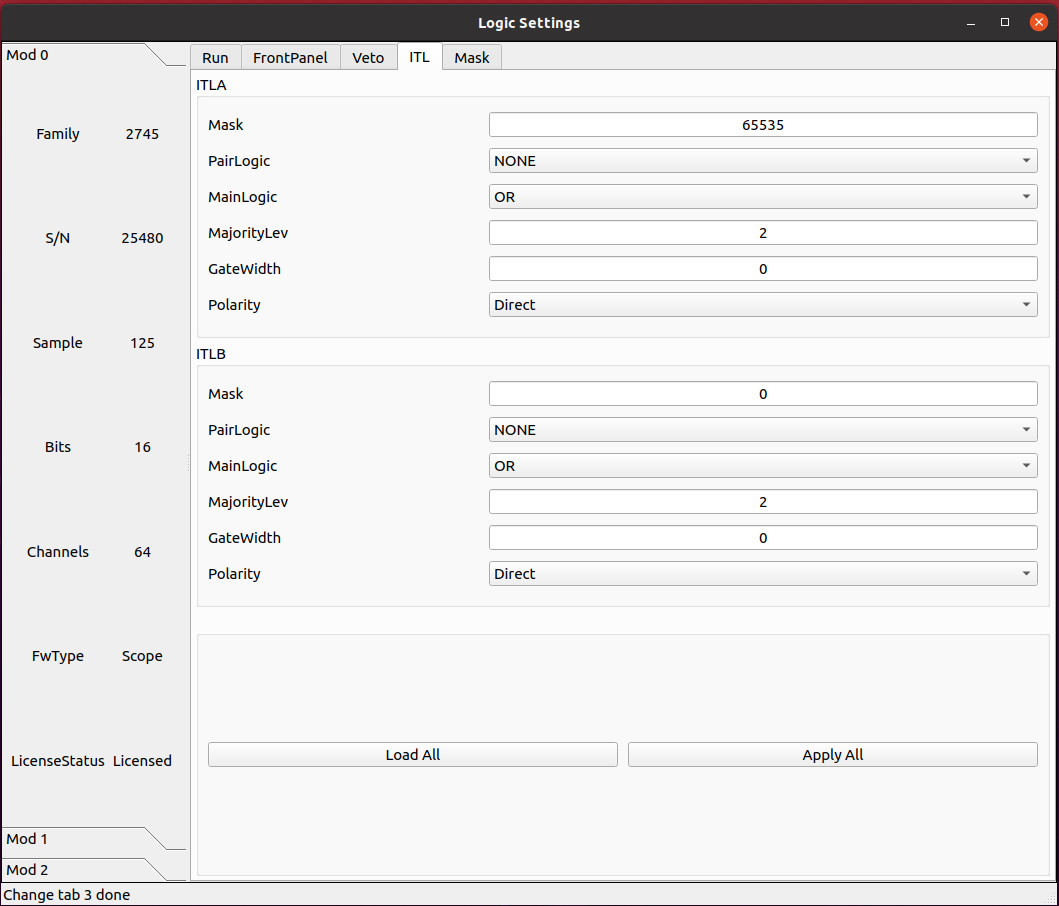 Logic Settings
Mod 0
Run FrontPanel Veto ITL Mask
Family 2745
S/N 25480
Sample 125
Bits 16
Channels 64
FwType Scope
LicenseStatus Licensed
Mod 1
Mod 2
ITLA
Mask 65535
PairLogic NONE
MainLogic OR
MajorityLev 2
GateWidth 0
Polarity Direct
ITLB
Mask 0
PairLogic NONE
MainLogic OR
MajorityLev 2
GateWidth 0
Polarity Direct
Load All Apply All
Change tab 3 done